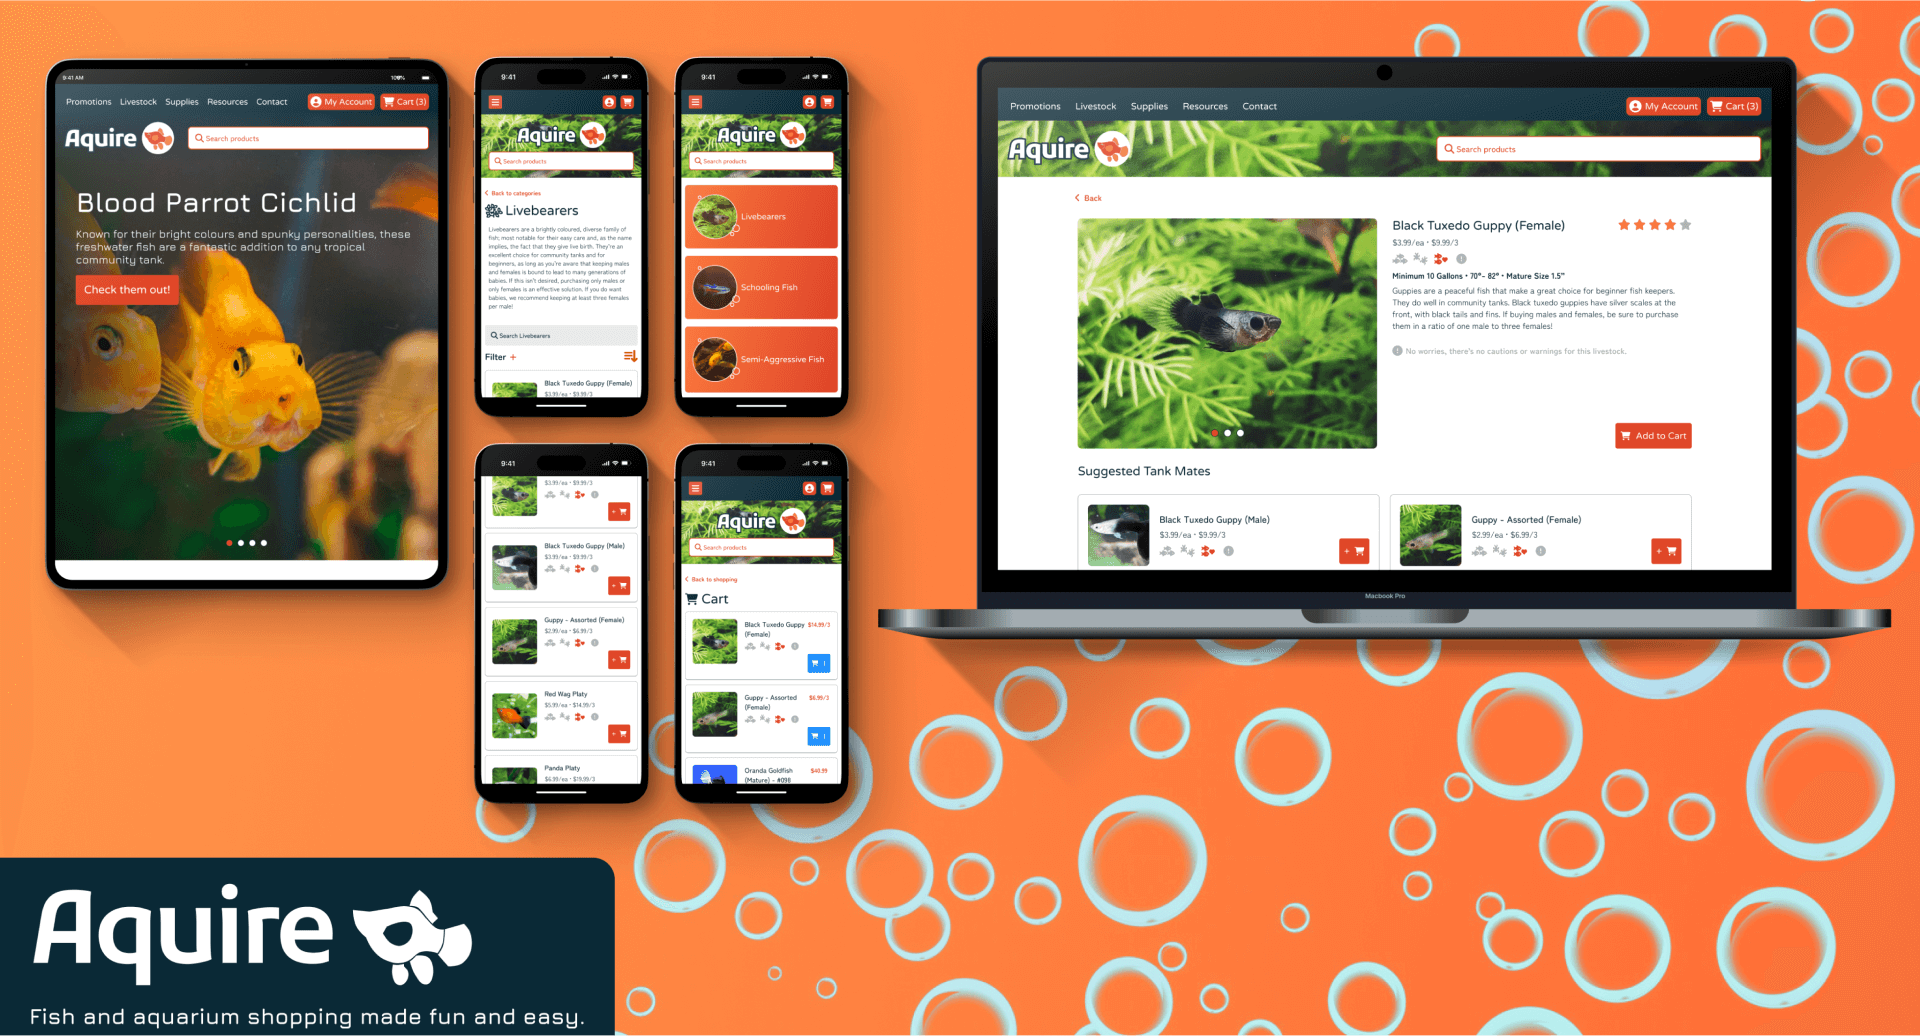 9:41 AM
100%
Promotions Livestock Supplies Resources Contact My Account Cart (3)
Aquire Search products
Blood Parrot Cichlid
Known for their bright colours and spunky personalities, these
freshwater fish are a fantastic addition to any tropical
community tank.
Check them out!
9:41
Aquire
Search products
Back to categories
Livebearers
Livebearers are a brightly coloured, diverse family of
fish, most notable for their easy care and, as the name
implies, the fact that they give live birth. They're an
excellent choice for community tanks and for
beginners, as long as you're aware that keeping males
and females is bound to lead to many generations of
babies. If this isn't desired, purchasing only males or
only females is an effective solution. If you do want
babies, we recommend keeping at least three females
per male!
Search Livebearers
Filter +
Black Tuxedo Guppy (Female)
$3.99/ea • $9.99/3
9:41
Aquire
Search products
Livebearers
Schooling Fish
Semi-Aggressive Fish
9:41
$3.99/ea • $9.99/3
+
Black Tuxedo Guppy (Male)
$3.99/ea • $9.99/3
+
Guppy - Assorted (Female)
$2.99/ea • $6.99/3
+
Red Wag Platy
$5.99/ea • $14.99/3
+
Panda Platy
$6.99/ea • $19.99/3
9:41
Aquire
Search products
Back to shopping
Cart
Black Tuxedo Guppy $14.99/3
(Female)
1
Guppy - Assorted $6.99/3
(Female)
1
Oranda Goldfish $40.99
(Mature) - #098
Promotions Livestock Supplies Resources Contact My Account Cart (3)
Aquire Search products
Back
Black Tuxedo Guppy (Female)
$3.99/ea • $9.99/3
Minimum 10 Gallons • 70°- 82° • Mature Size 1.5"
Guppies are a peaceful fish that make a great choice for beginner fish keepers.
They do well in community tanks. Black tuxedo guppies have silver scales at the
front, with black tails and fins. If buying males and females, be sure to purchase
them in a ratio of one male to three females!
No worries, there's no cautions or warnings for this livestock.
Add to Cart
Suggested Tank Mates
Black Tuxedo Guppy (Male)
$3.99/ea • $9.99/3
+
Guppy - Assorted (Female)
$2.99/ea • $6.99/3
+
Macbook Pro
Aquire
Fish and aquarium shopping made fun and easy.